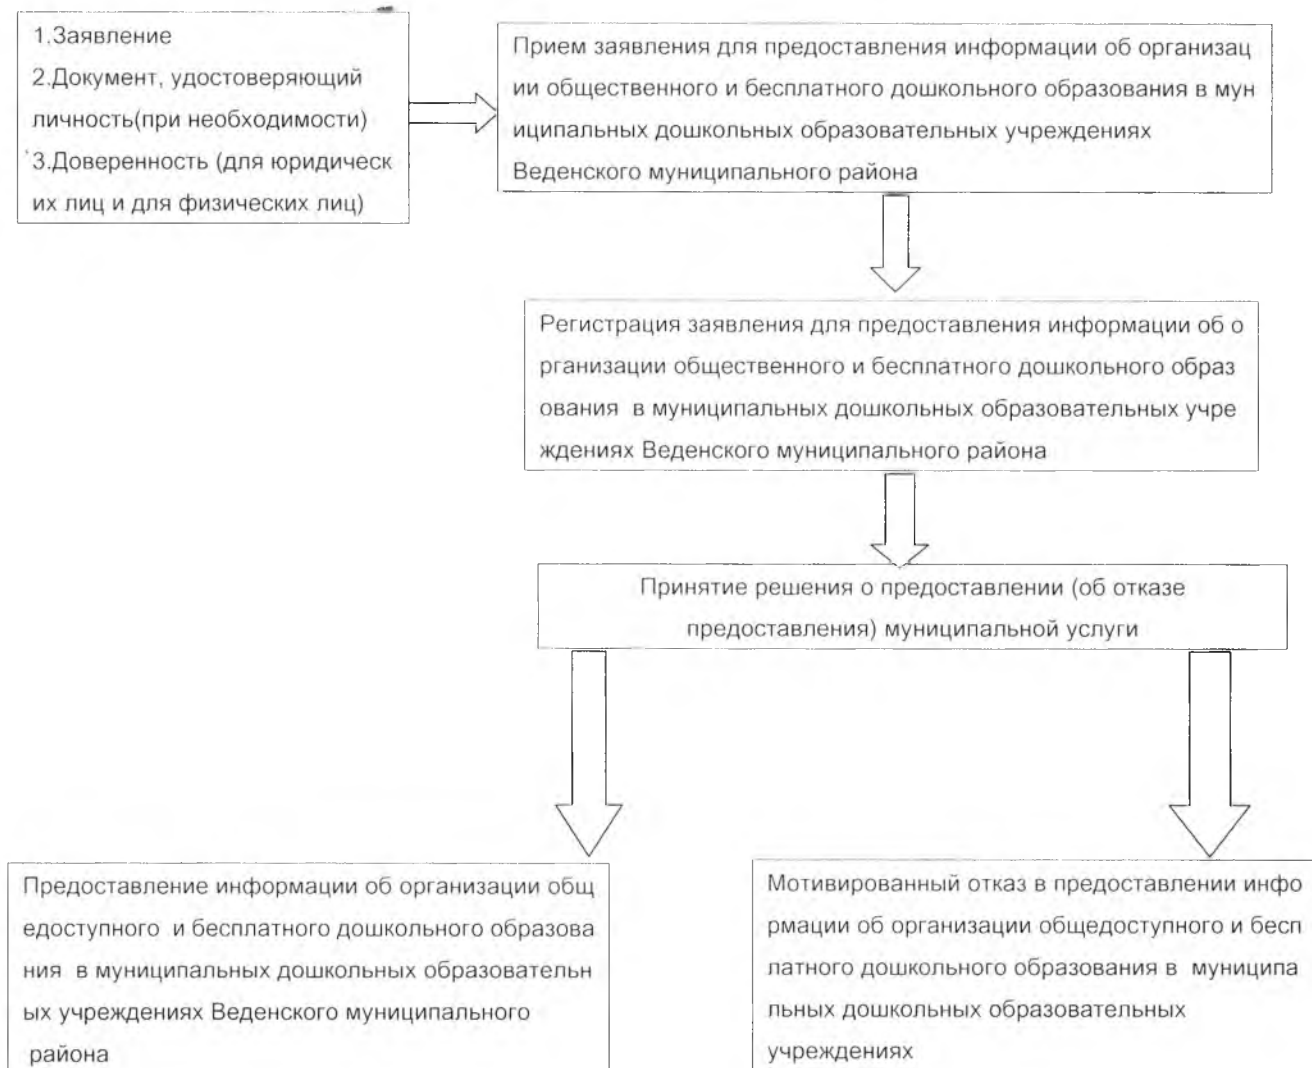 1.Заявление
2.Документ, удостоверяющий
личность(при необходимости)
3.Доверенность (для юридическ
их лиц и для физических лиц)
Прием заявления для предоставления информации об организац
ии общественного и бесплатного дошкольного образования в мун
иципальных дошкольных образовательных учреждениях
Веденского муниципального района
Регистрация заявления для предоставления информации об о
рганизации общественного и бесплатного дошкольного образ
ования в муниципальных дошкольных образовательных учре
ждениях Веденского муниципального района
Принятие решения о предоставлении (об отказе
предоставления) муниципальной услуги
Предоставление информации об организации общ
едоступного и бесплатного дошкольного образова
ния в муниципальных дошкольных образовательн
ых учреждениях Веденского муниципального
района
Мотивированный отказ в предоставлении инфо
рмации об организации общедоступного и бесп
латного дошкольного образования в муниципа
льных дошкольных образовательных
учреждениях